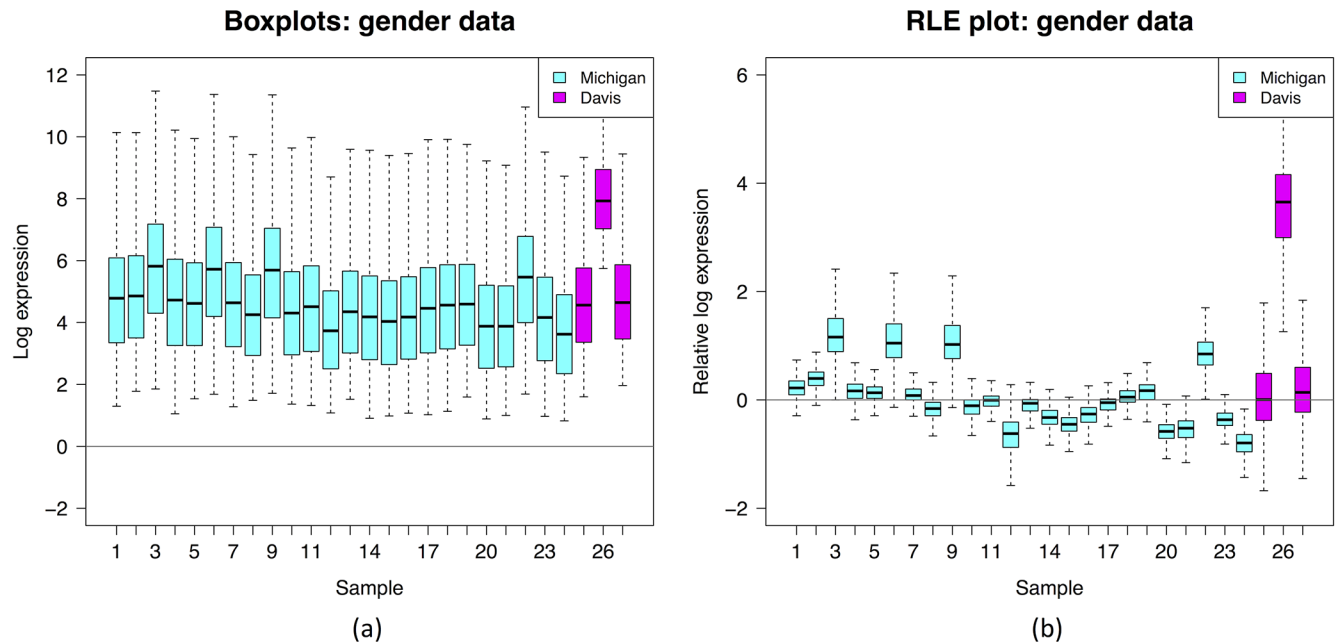 Boxplots: gender data
Log expression
12
10
8
6
4
2
0
−2
Michigan
Davis
1 3 5 7 9 11 14 17 20 23 26
Sample
(a)
RLE plot: gender data
Relative log expression
6
4
2
0
−2
Michigan
Davis
1 3 5 7 9 11 14 17 20 23 26
Sample
(b)